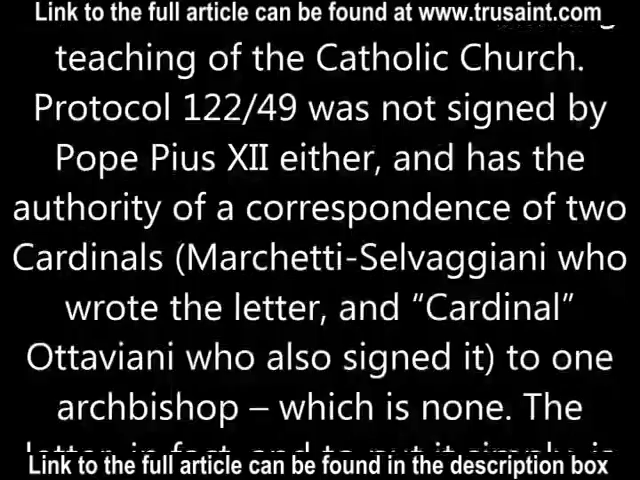 Link to the full article can be found at www.trusaint.com
teaching of the Catholic Church.
Protocol 122/49 was not signed by
Pope Pius XII either, and has the
authority of a correspondence of two
Cardinals (Marchetti-Selvaggiani who
wrote the letter, and “Cardinal”
Ottaviani who also signed it) to one
archbishop – which is none. The
letter, in fact, and to put it simply, is
Link to the full article can be found in the description box